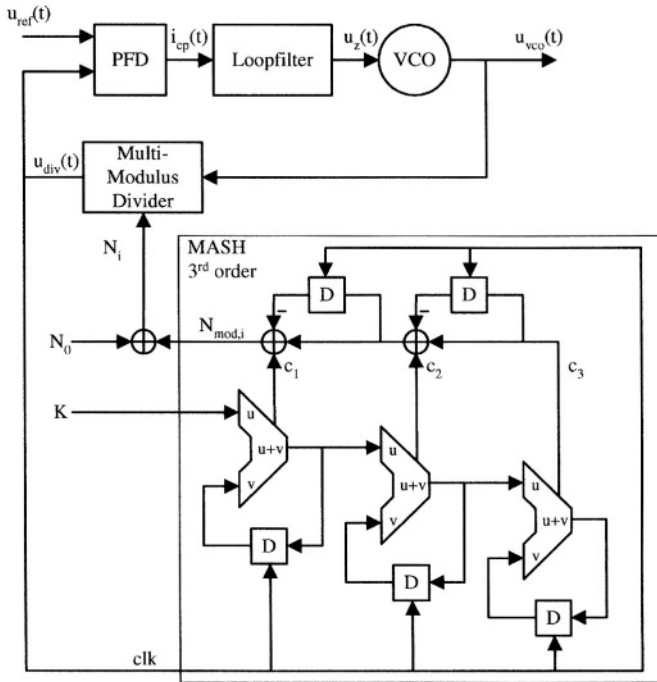 u_ref(t)
PFD
i_cp(t)
Loopfilter
u_z(t)
VCO
u_vco(t)
u_div(t)
Multi-
Modulus
Divider
N_i
MASH
3rd order
D
D
N_0
N_mod,i
K
c_1
c_2
c_3
u
u+v
v
u
u+v
v
u
u+v
v
D
D
D
clk